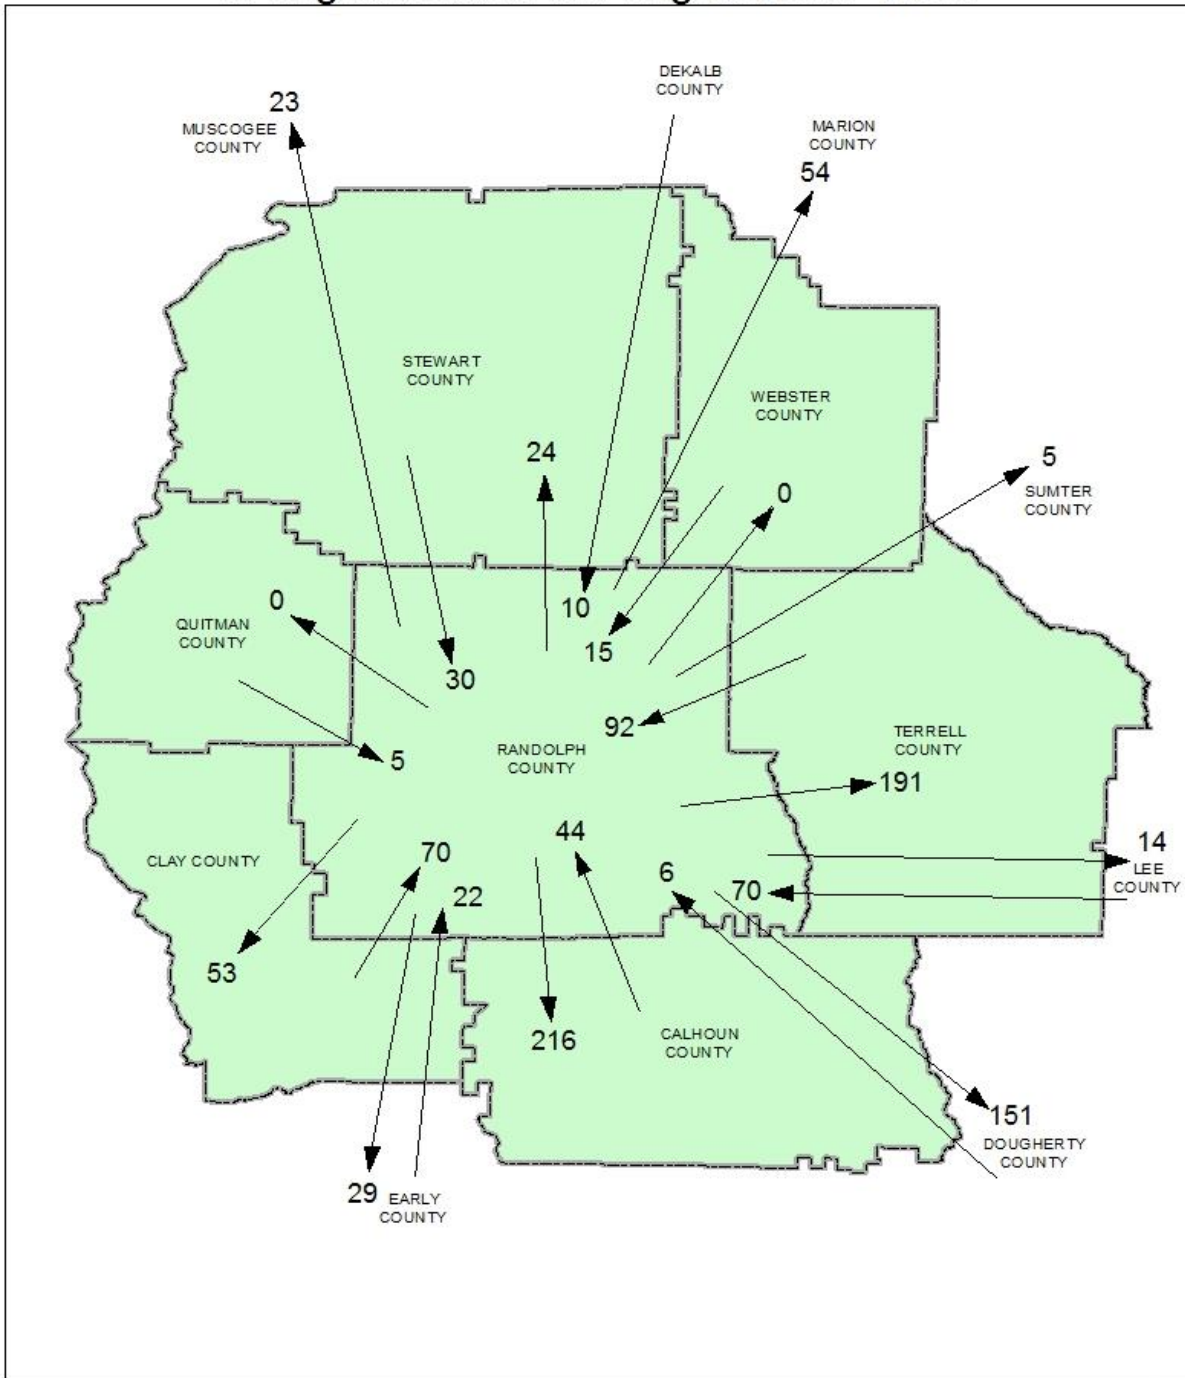 DEKALB
COUNTY
23
MUSCOGEE
COUNTY
MARION
COUNTY
54
STEWART
COUNTY
WEBSTER
COUNTY
24
5
SUMTER
COUNTY
0
0
QUITMAN
COUNTY
10
15
30
92
RANDOLPH
COUNTY
5
TERRELL
COUNTY
191
44
70
CLAY COUNTY
14
LEE
COUNTY
6
70
22
53
216
CALHOUN
COUNTY
151
DOUGHERTY
COUNTY
29
EARLY
COUNTY